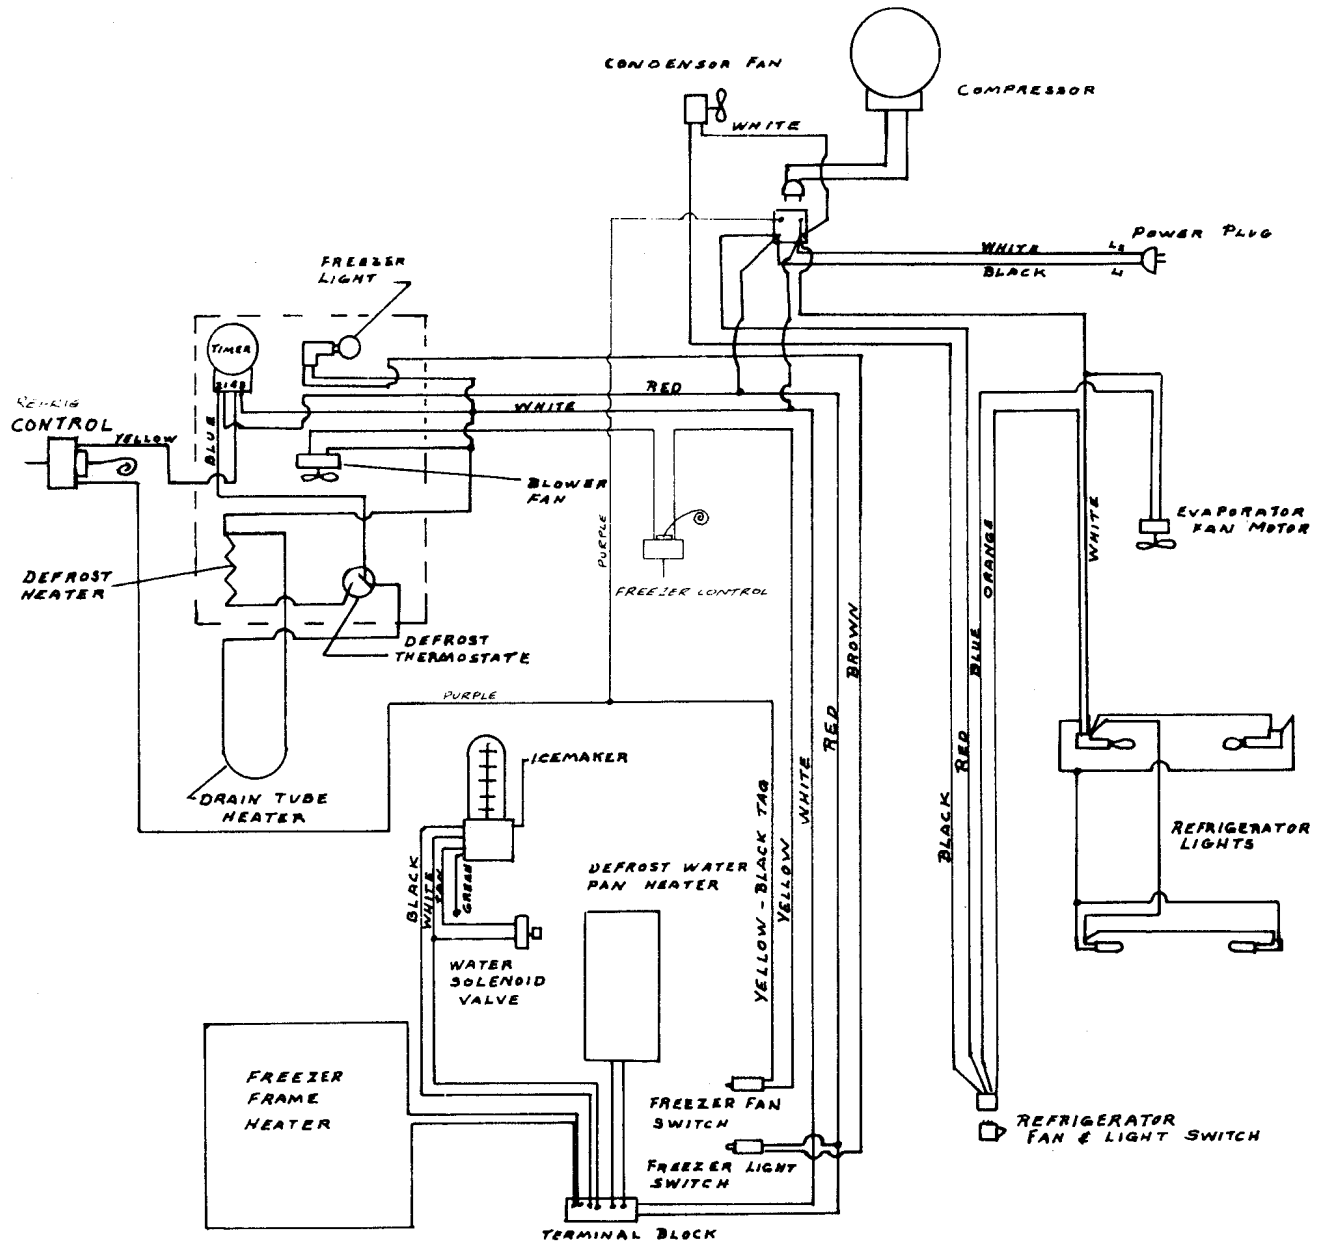 CONDENSOR FAN
COMPRESSOR
WHITE
POWER PLUG
WHITE
L2
BLACK
L1
FREEZER
LIGHT
TIMER
RED
WHITE
REFRIG
CONTROL
YELLOW
BLUE
BLOWER
FAN
EVAPORATOR
FAN MOTOR
PURPLE
ORANGE
WHITE
DEFROST
HEATER
FREEZER CONTROL
DEFROST
THERMOSTATE
BROWN
BLUE
PURPLE
RED
RED
ICEMAKER
DRAIN TUBE
HEATER
WHITE
YELLOW-BLACK TAG
YELLOW
BLACK
REFRIGERATOR
LIGHTS
BLACK
WHITE
TAN
GREEN
DEFROST WATER
PAN HEATER
WATER
SOLENOID
VALVE
FREEZER
FRAME
HEATER
FREEZER FAN
SWITCH
REFRIGERATOR
FAN & LIGHT SWITCH
FREEZER LIGHT
SWITCH
TERMINAL BLOCK